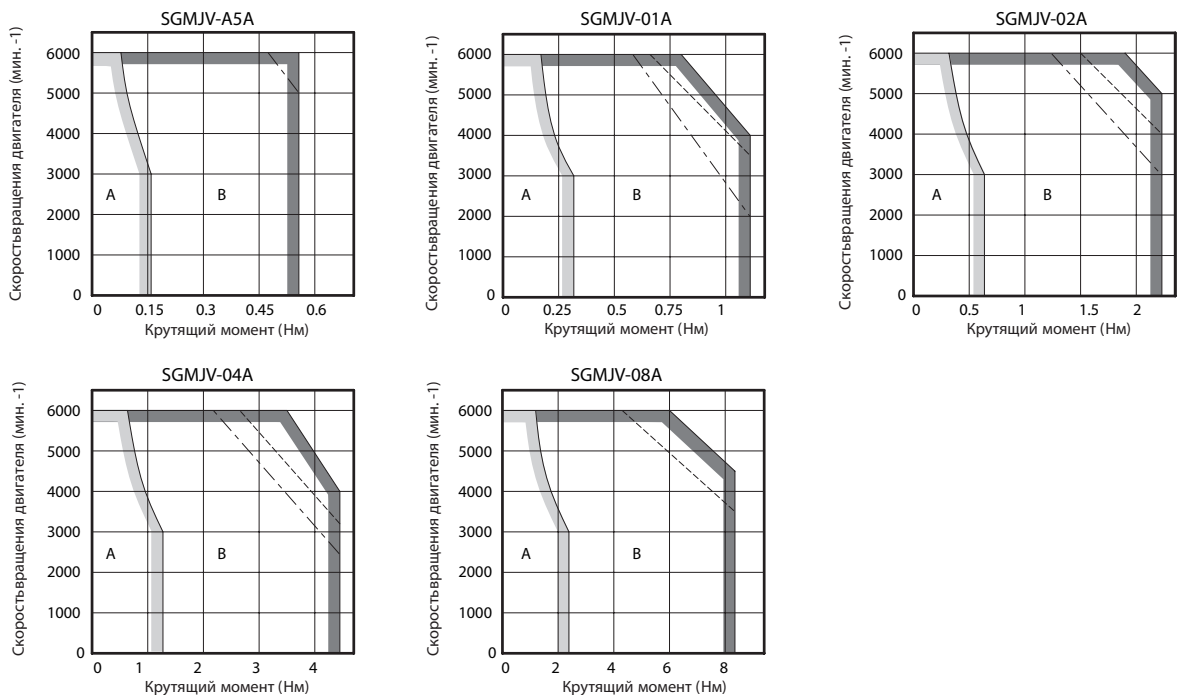 SGMJV-A5A
Скоростьвращения двигателя (мин. -1)
6000
5000
4000
3000
2000
1000
0
A
B
0 0.15 0.3 0.45 0.6
Крутящий момент (Нм)
SGMJV-01A
Скоростьвращения двигателя (мин. -1)
6000
5000
4000
3000
2000
1000
0
A
B
0 0.25 0.5 0.75 1
Крутящий момент (Нм)
SGMJV-02A
Скоростьвращения двигателя (мин. -1)
6000
5000
4000
3000
2000
1000
0
A
B
0 0.5 1 1.5 2
Крутящий момент (Нм)
SGMJV-04A
Скоростьвращения двигателя (мин. -1)
6000
5000
4000
3000
2000
1000
0
A
B
0 1 2 3 4
Крутящий момент (Нм)
SGMJV-08A
Скоростьвращения двигателя (мин. -1)
6000
5000
4000
3000
2000
1000
0
A
B
0 2 4 6 8
Крутящий момент (Нм)